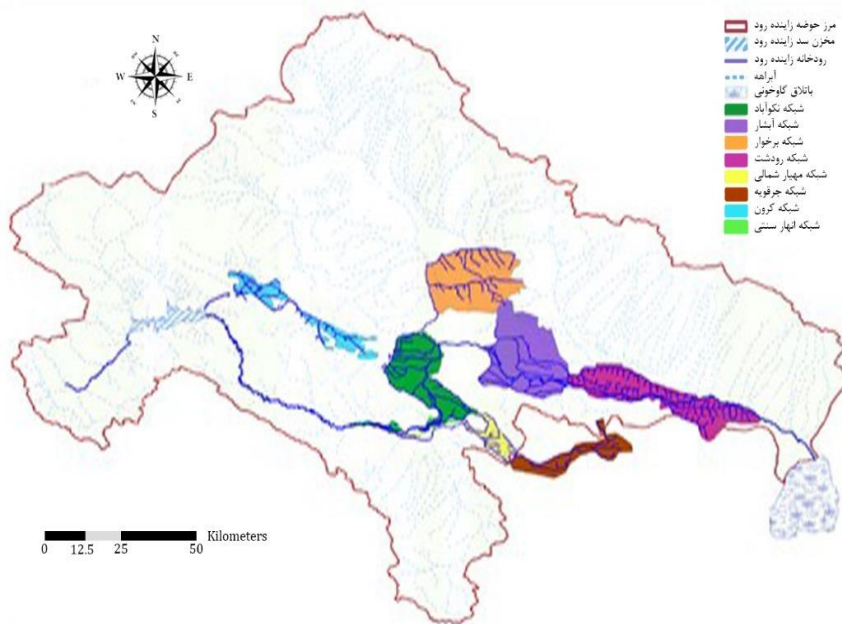 N
W E
S
مرز حوضه زاینده رود
مخزن سد زاینده رود
رودخانه زاینده رود
آبراهه
باتلاق گاوخونی
شبکه نکوآباد
شبکه آبشار
شبکه برخوار
شبکه رودشت
شبکه مهیار شمالی
شبکه جرقویه
شبکه کرون
شبکه انهار سنتی
Kilometers
0 12.5 25 50